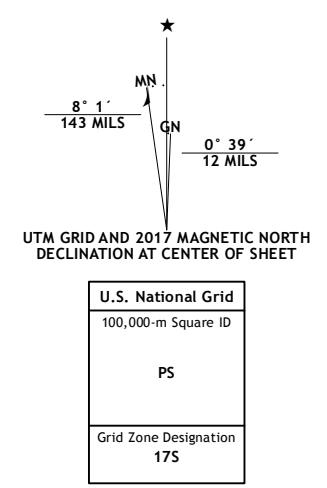 ★
MN
8° 1´
143 MILS
GN
0° 39´
12 MILS
UTM GRID AND 2017 MAGNETIC NORTH
DECLINATION AT CENTER OF SHEET
U.S. National Grid
100,000-m Square ID
PS
Grid Zone Designation
17S